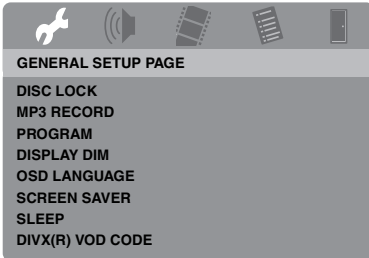 GENERAL SETUP PAGE
DISC LOCK
MP3 RECORD
PROGRAM
DISPLAY DIM
OSD LANGUAGE
SCREEN SAVER
SLEEP
DIVX(R) VOD CODE